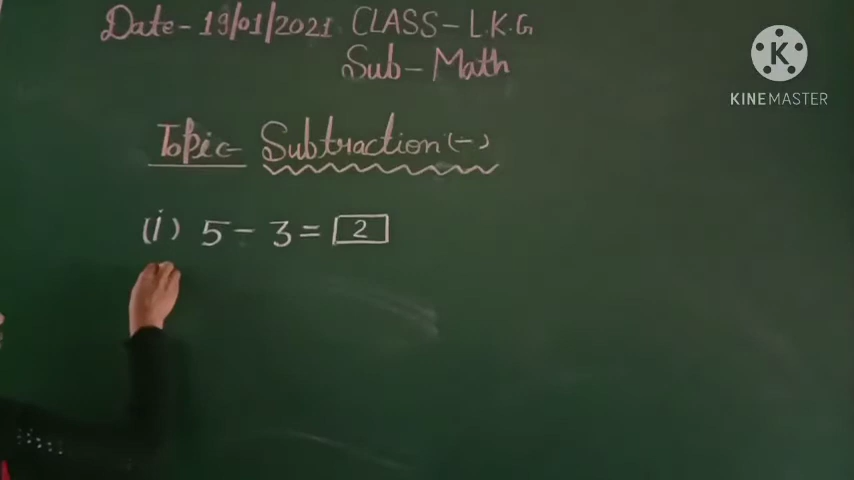 Date- 19/01/2021 CLASS- L.K.G.
Sub- Math
K
KINEMASTER
Topic- Subtraction (-)
(i) 5 - 3 = 2